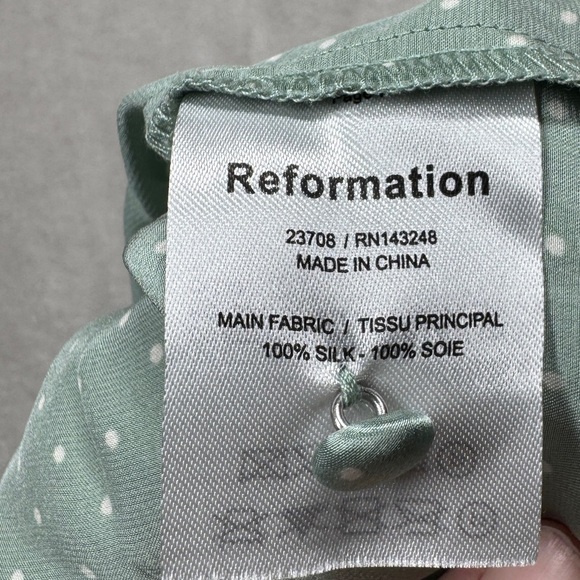 Reformation
23708 / RN143248
MADE IN CHINA
MAIN FABRIC / TISSU PRINCIPAL
100% SILK - 100% SOIE